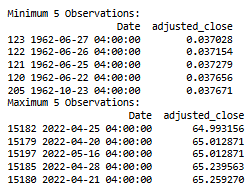 Minimum 5 Observations:
Date adjusted_close
123 1962-06-27 04:00:00 0.037028
122 1962-06-26 04:00:00 0.037154
121 1962-06-25 04:00:00 0.037279
120 1962-06-22 04:00:00 0.037656
205 1962-10-23 04:00:00 0.037671
Maximum 5 Observations:
Date adjusted_close
15182 2022-04-25 04:00:00 64.993156
15179 2022-04-20 04:00:00 65.012871
15197 2022-05-16 04:00:00 65.012871
15185 2022-04-28 04:00:00 65.239563
15180 2022-04-21 04:00:00 65.259270